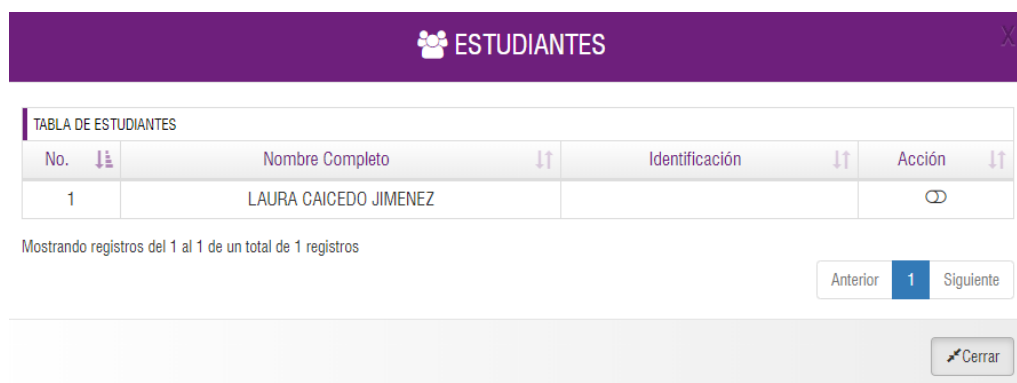 ESTUDIANTES
X
TABLA DE ESTUDIANTES
No. Nombre Completo Identificación Acción
1 LAURA CAICEDO JIMENEZ
Mostrando registros del 1 al 1 de un total de 1 registros
Anterior 1 Siguiente
Cerrar